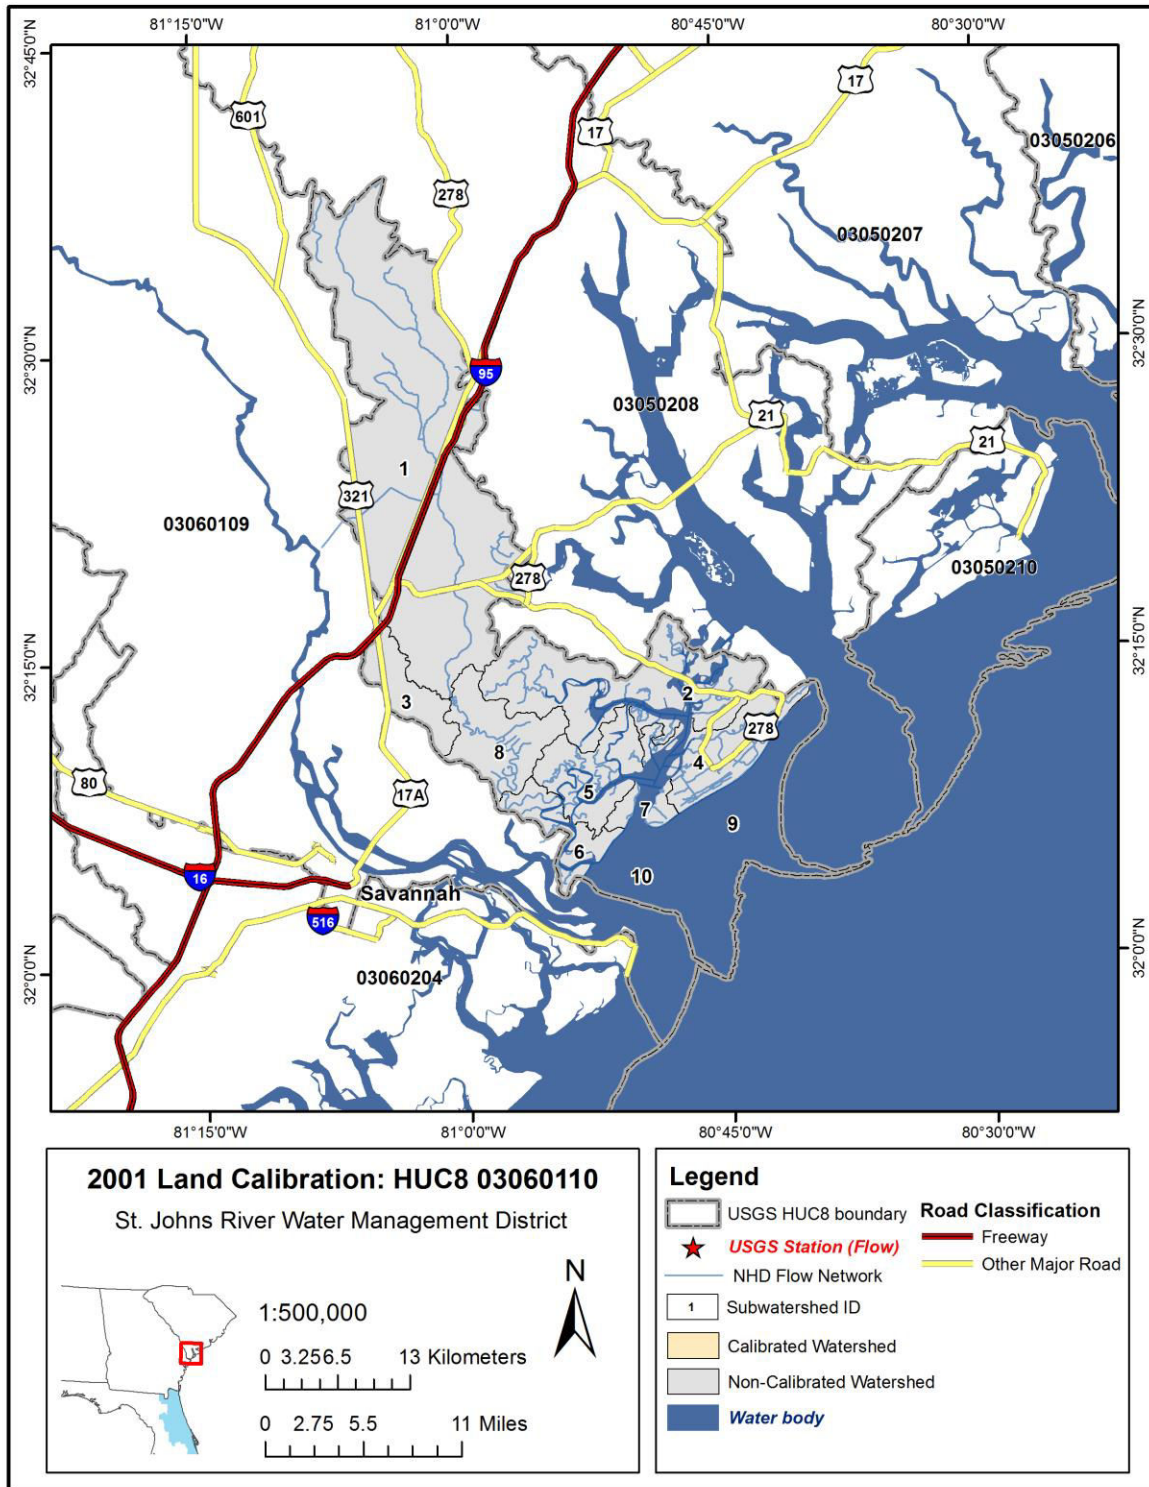 81°15'0"W 81°0'0"W 80°45'0"W 80°30'0"W
32°45'0"N
17
601
17
03050206
278
03050207
32°30'0"N 32°30'0"N
95
03050208
21
21
1
321
03060109
03050210
278
32°15'0"N 32°15'0"N
2
3
278
8
4
80
17A
5
7
9
6
10
16
Savannah
516
32°0'0"N 32°0'0"N
03060204
81°15'0"W 81°0'0"W 80°45'0"W 80°30'0"W
2001 Land Calibration: HUC8 03060110
St. Johns River Water Management District
N
1:500,000
0 3.256.5 13 Kilometers
0 2.75 5.5 11 Miles
Legend
USGS HUC8 boundary
USGS Station (Flow)
NHD Flow Network
1 Subwatershed ID
Calibrated Watershed
Non-Calibrated Watershed
Water body
Road Classification
Freeway
Other Major Road